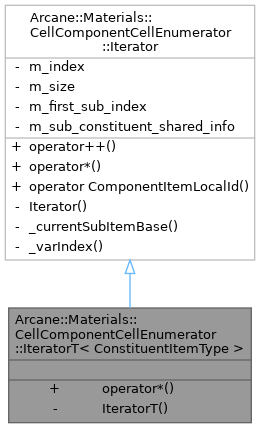 Arcane::Materials::
CellComponentCellEnumerator
::Iterator
- m_index
- m_size
- m_first_sub_index
- m_sub_constituent_shared_info
+ operator++()
+ operator*()
+ operator ComponentItemLocalId()
- Iterator()
- _currentSubItemBase()
- _varIndex()
Arcane::Materials::
CellComponentCellEnumerator
::IteratorT< ConstituentItemType >
+ operator*()
- IteratorT()